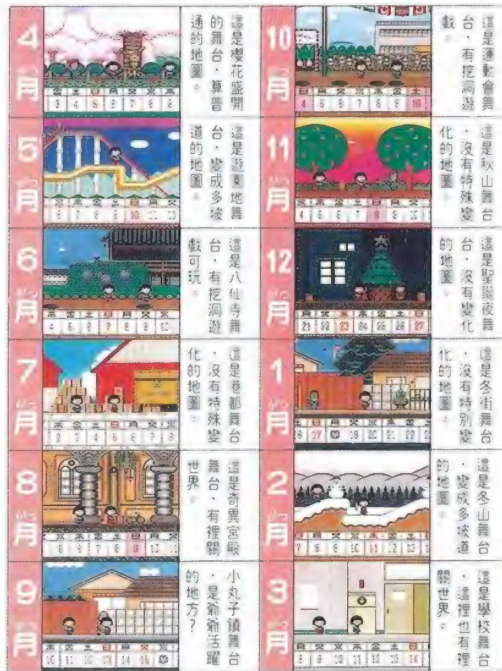 4月
這是櫻花盛開
的舞台，算普
通的地圖。
5月
這是遊園地舞
台，變成多坡
道的地圖
6月
這是八仙寺舞
台，有挖洞遊
戲可玩
7月
這是巷都舞台
，沒有特殊變
化的地圖。
8月
這是奇異宮殿
舞台，有裡關
世界。
9月
小丸子鎮舞台
，是爺爺活躍
的地方？
10月
這是運動會舞
台，有挖洞遊
戲。
11月
這是秋山舞台
，沒有特殊變
化的地圖。
12月
這是聖誕夜舞
台，沒有變化
的地圖。
1月
這是冬街舞台
，沒有特別變
化的地圖。
2月
這是冬山舞台
，變成多坡道
的地圖。
3月
這是學校舞台
，這裡也有裡
關世界。